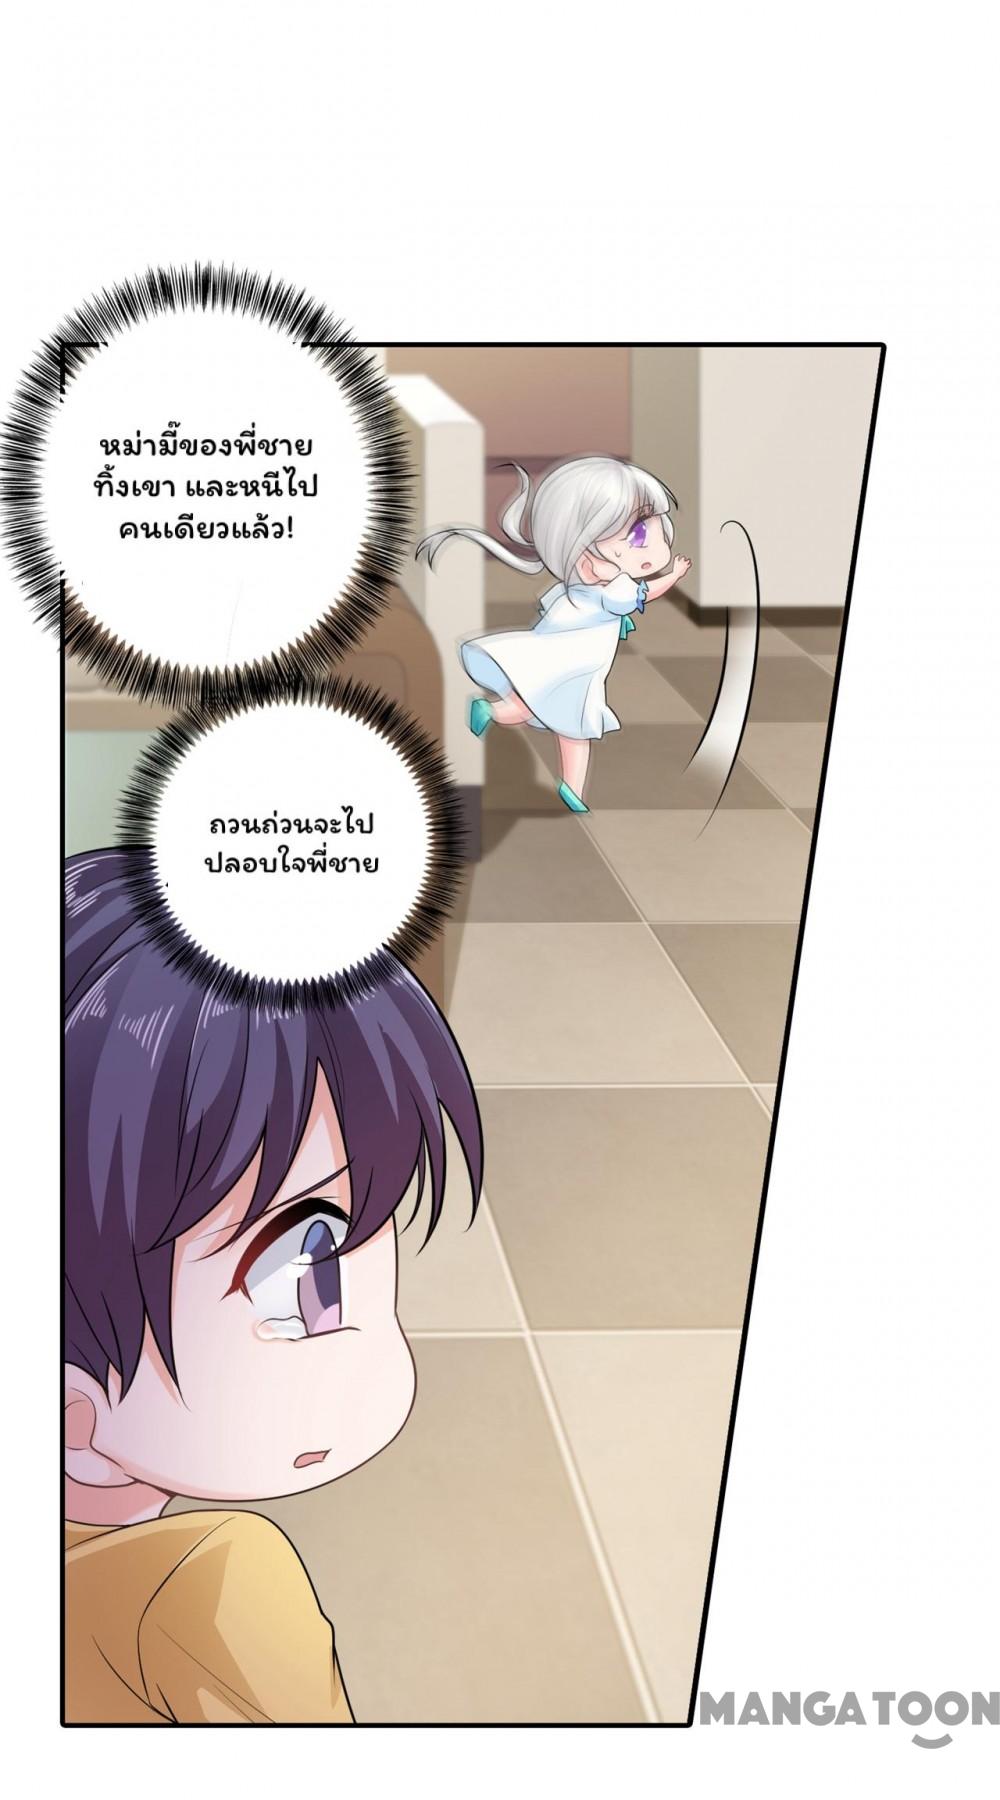 หม่ามี๊ของพี่ชาย
ทิ้งเขา และหนีไป
คนเดียวแล้ว!
ถวนถ่วนจะไป
ปลอบใจพี่ชาย
MANGATOON